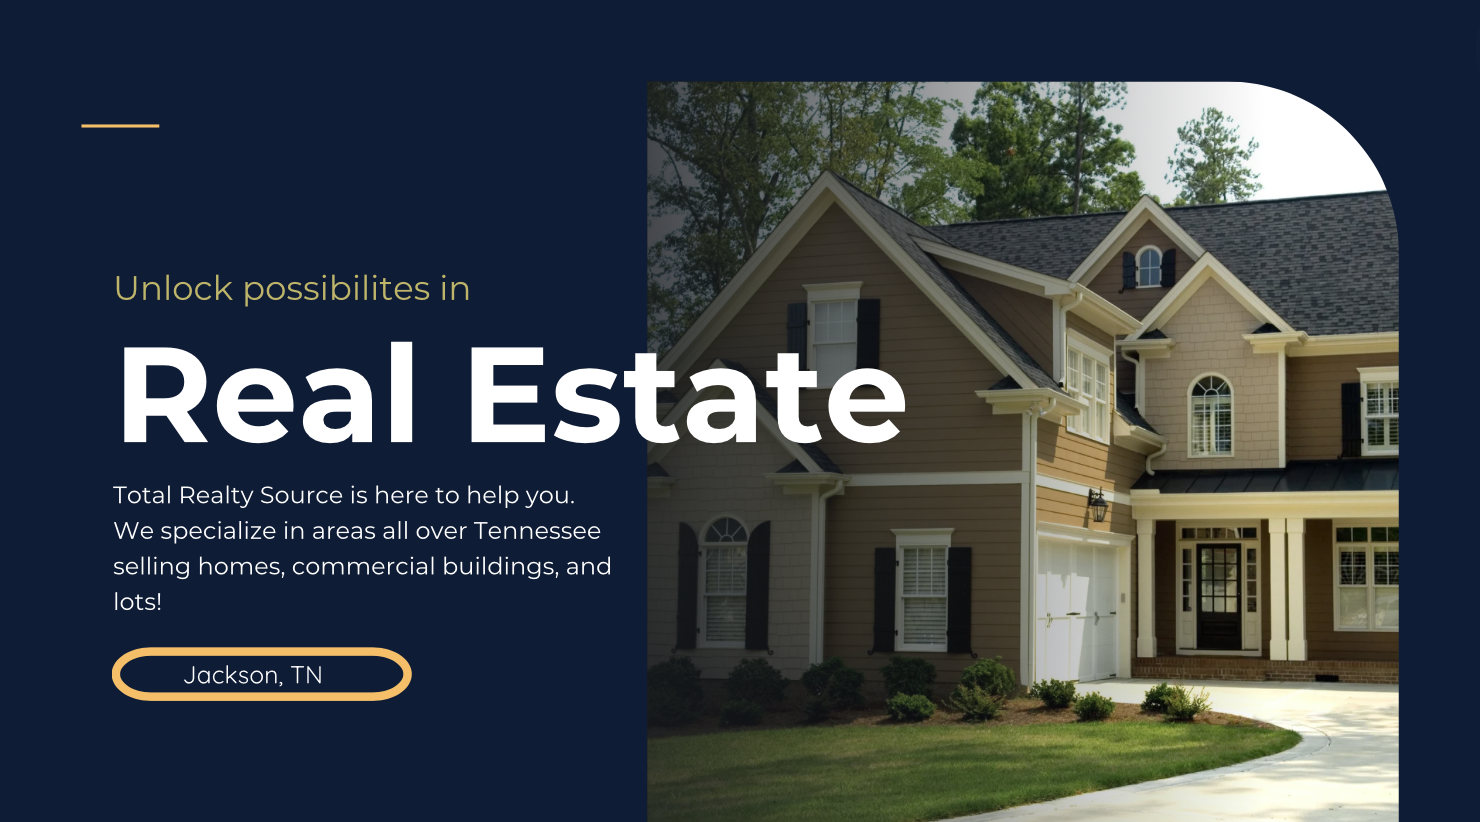 Unlock possibilites in
Real Estate
Total Realty Source is here to help you.
We specialize in areas all over Tennessee
selling homes, commercial buildings, and
lots!
Jackson, TN